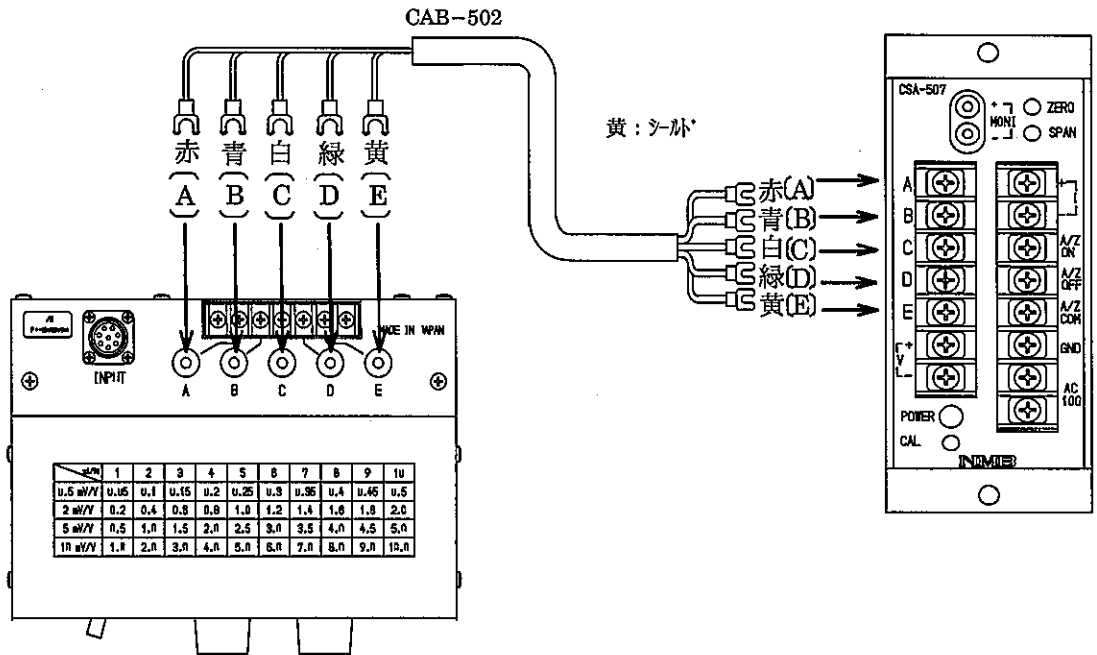 CAB-502
赤 青 白 緑 黄
(A) (B) (C) (D) (E)
黄：シールド
赤(A)
青(B)
白(C)
緑(D)
黄(E)
CSA-507
+
-
MONI
ZERO
SPAN
A
B
C
D
E
+
V
-
+
-
A/Z ON
A/Z OFF
A/Z COM
GND
AC 100
POWER
CAL
NMB
MADE IN JAPAN
INPUT
A B C D E
1 2 3 4 5 6 7 8 9 10
0.5 mV/V 0.05 0.1 0.15 0.2 0.25 0.3 0.35 0.4 0.45 0.5
2 mV/V 0.2 0.4 0.6 0.8 1.0 1.2 1.4 1.6 1.8 2.0
5 mV/V 0.5 1.0 1.5 2.0 2.5 3.0 3.5 4.0 4.5 5.0
10 mV/V 1.0 2.0 3.0 4.0 5.0 6.0 7.0 8.0 9.0 10.0